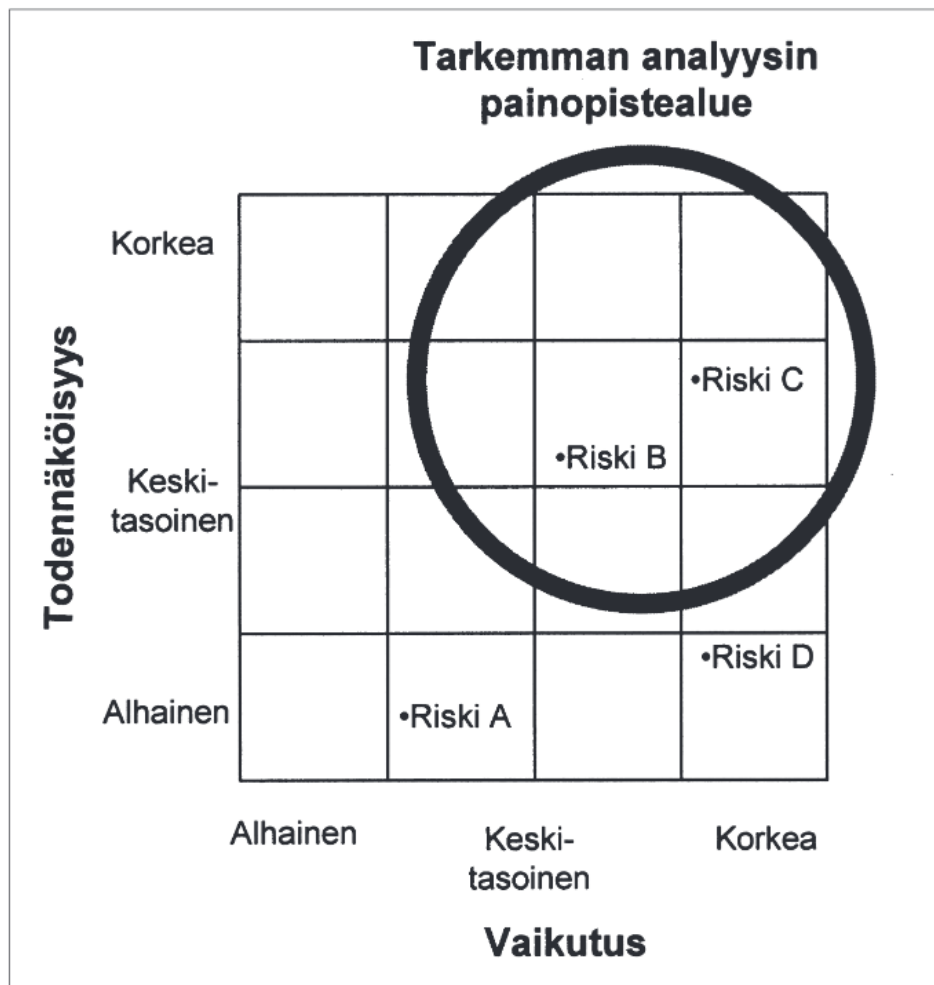 Tarkemman analyysin
painopistealue
Korkea
Todennäköisyys
•Riski C
•Riski B
Keski-
tasoinen
•Riski D
Alhainen
•Riski A
Alhainen
Keski-
tasoinen
Korkea
Vaikutus